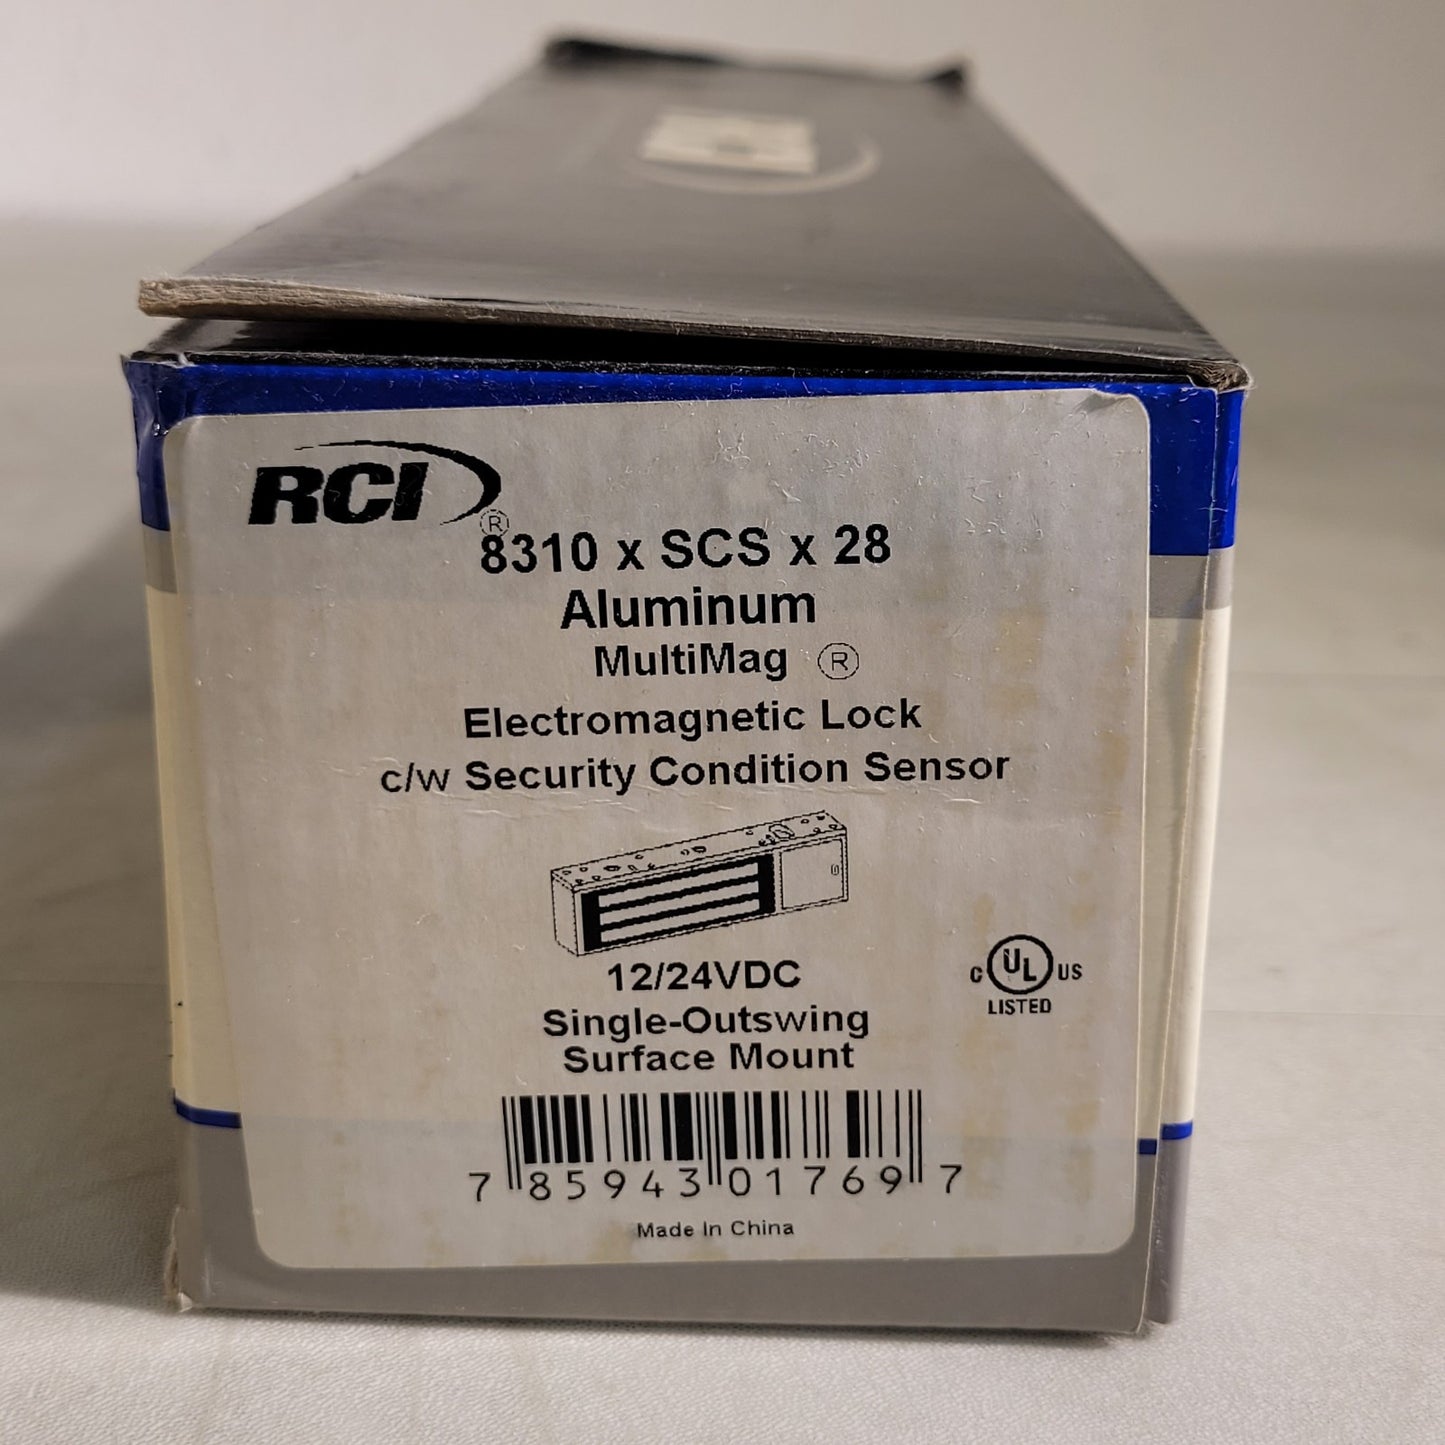 RCI®
8310 x SCS x 28
Aluminum
MultiMag ®
Electromagnetic Lock
c/w Security Condition Sensor
12/24VDC
C UL US
LISTED
Single-Outswing
Surface Mount
7 85943 01769 7
Made In China